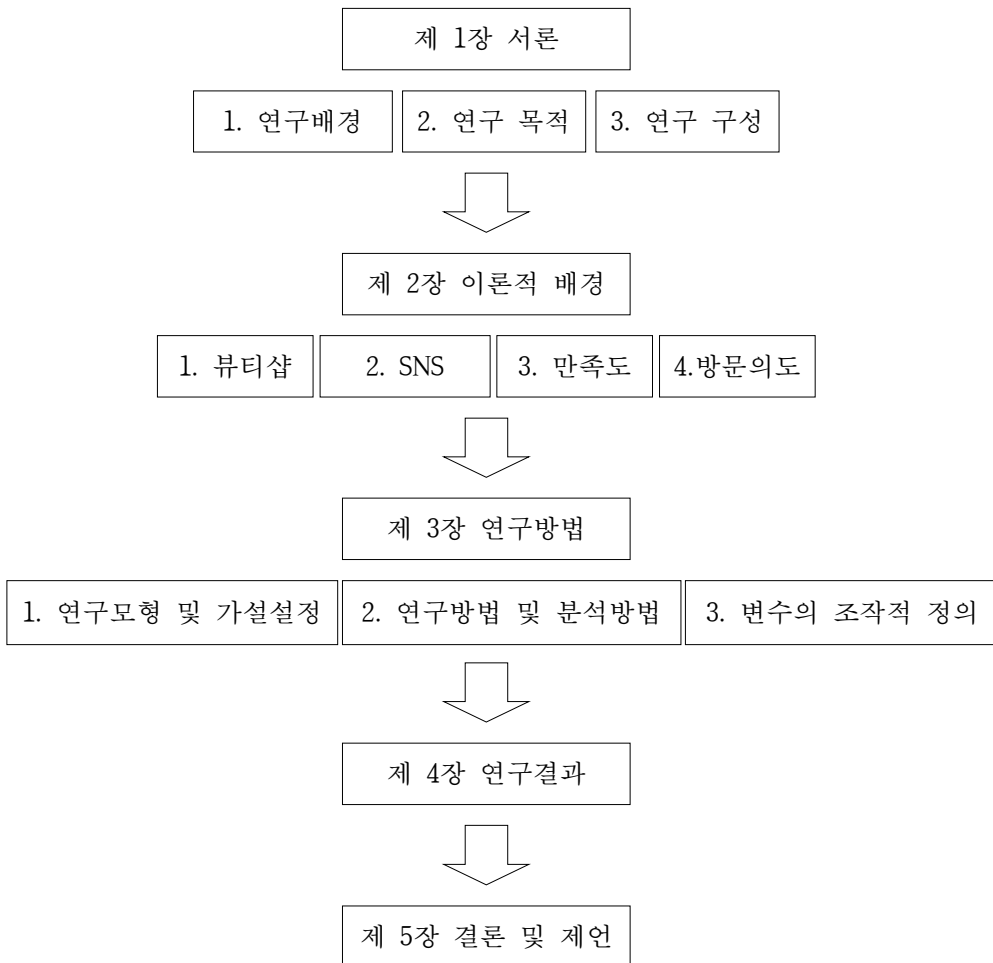 제 1장 서론
1. 연구배경 2. 연구 목적 3. 연구 구성
제 2장 이론적 배경
1. 뷰티샵 2. SNS 3. 만족도 4.방문의도
제 3장 연구방법
1. 연구모형 및 가설설정 2. 연구방법 및 분석방법 3. 변수의 조작적 정의
제 4장 연구결과
제 5장 결론 및 제언